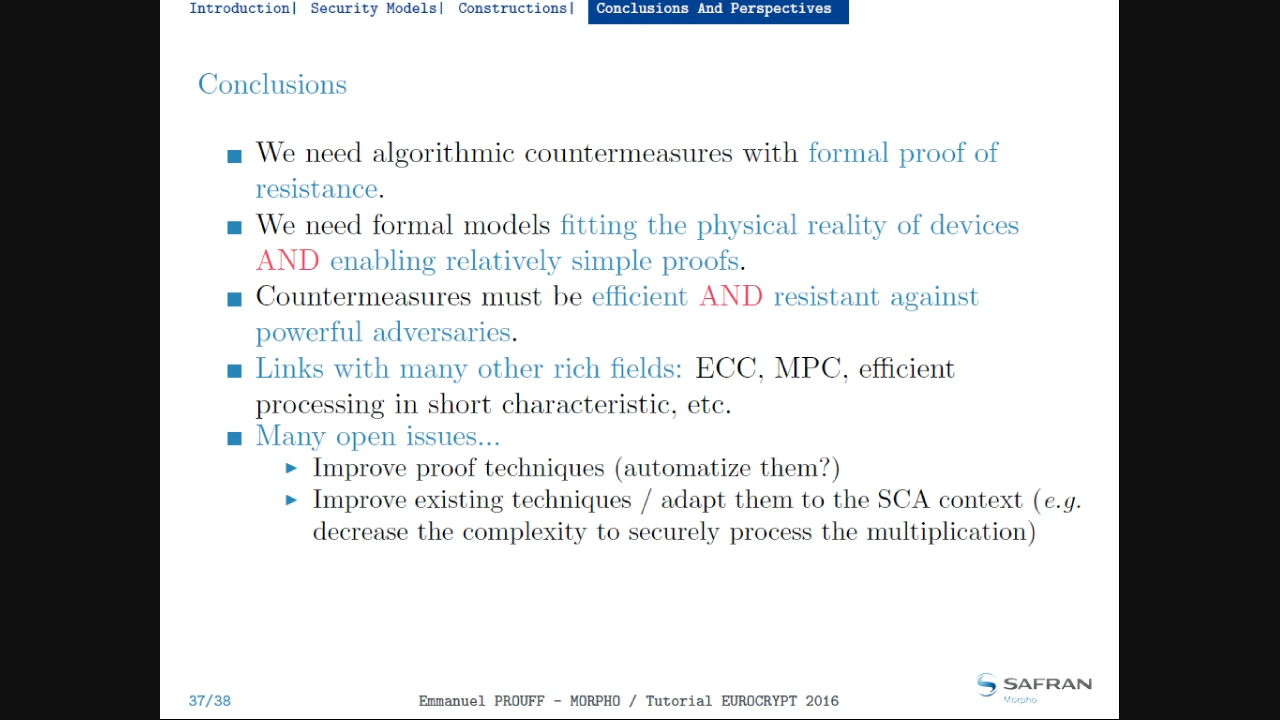 Introduction| Security Models| Constructions| Conclusions And Perspectives
Conclusions
We need algorithmic countermeasures with formal proof of
resistance.
We need formal models fitting the physical reality of devices
AND enabling relatively simple proofs.
Countermeasures must be efficient AND resistant against
powerful adversaries.
Links with many other rich fields: ECC, MPC, efficient
processing in short characteristic, etc.
Many open issues...
Improve proof techniques (automatize them?)
Improve existing techniques / adapt them to the SCA context (e.g.
decrease the complexity to securely process the multiplication)
SAFRAN
Morpho
37/38 Emmanuel PROUFF – MORPHO / Tutorial EUROCRYPT 2016